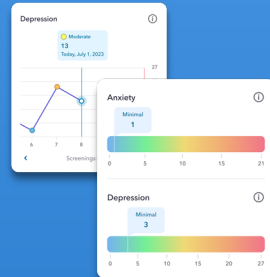 Depression
Moderate
13
Today, July 1, 2023
27
6 7 8
Screenings
Anxiety
Minimal
1
0 5 10 15 21
Depression
Minimal
3
0 5 10 15 20 27